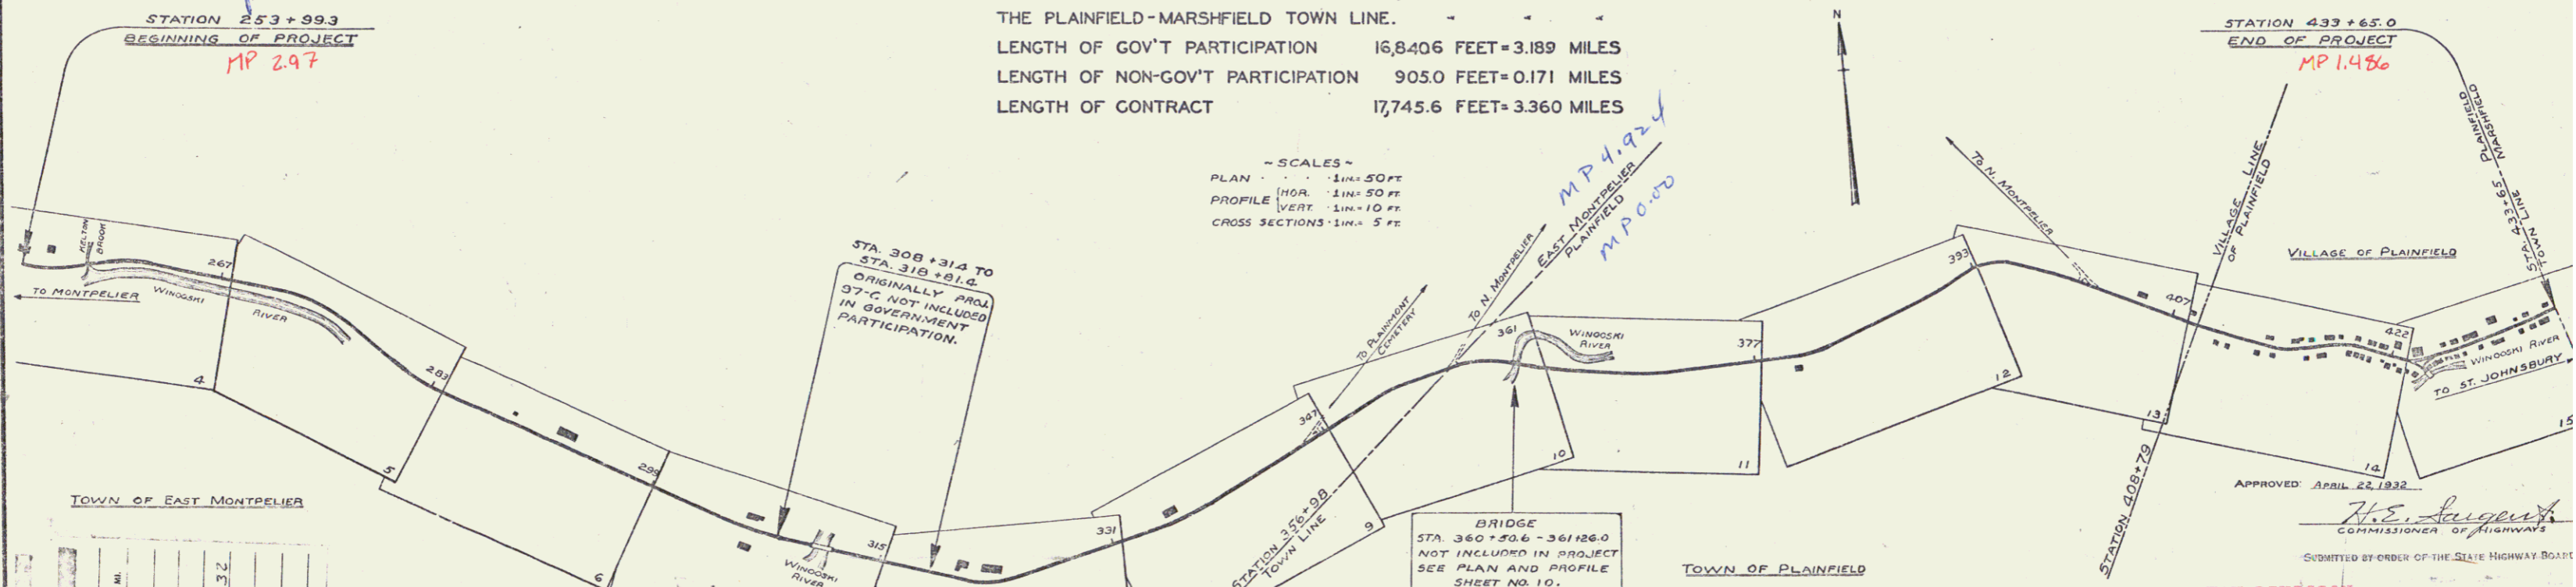 STATION 253+99.3
BEGINNING OF PROJECT
MP 2.97
THE PLAINFIELD-MARSHFIELD TOWN LINE.
LENGTH OF GOV'T PARTICIPATION 16,840.6 FEET=3.189 MILES
LENGTH OF NON-GOV'T PARTICIPATION 905.0 FEET=0.171 MILES
LENGTH OF CONTRACT 17,745.6 FEET=3.360 MILES
N
STATION 433+65.0
END OF PROJECT
MP 1.486
~SCALES~
PLAN · · · 1 IN.= 50 FT.
PROFILE HOR. · 1 IN.= 50 FT.
VERT. · 1 IN.= 10 FT.
CROSS SECTIONS · 1 IN.= 5 FT.
MP 4.924
EAST MONTPELIER
PLAINFIELD
MP 0.00
TO N. MONTPELIER
TO PLAINMONT
CEMETERY
TO N. MONTPELIER
VILLAGE LINE
OF PLAINFIELD
VILLAGE OF PLAINFIELD
PLAINFIELD
MARSHFIELD
STA. 433+65 -
TOWN LINE
KELTON
BROOK
TO MONTPELIER
WINOOSKI
RIVER
267
283
299
315
331
347
361
377
393
407
422
STA. 308+31.4 TO
STA. 318+81.4
ORIGINALLY PROJ.
97-C NOT INCLUDED
IN GOVERNMENT
PARTICIPATION.
WINOOSKI
RIVER
WINOOSKI
RIVER
WINOOSKI RIVER
TO ST. JOHNSBURY
4
5
6
9
10
11
12
13
14
15
TOWN OF EAST MONTPELIER
STATION 356+98
TOWN LINE
BRIDGE
STA. 360+50.6 - 361+26.0
NOT INCLUDED IN PROJECT
SEE PLAN AND PROFILE
SHEET NO. 10.
TOWN OF PLAINFIELD
STATION 408+79
APPROVED: APRIL 22, 1932
H.E. Sargent.
COMMISSIONER OF HIGHWAYS
SUBMITTED BY ORDER OF THE STATE HIGHWAY BOARD
MI.
32